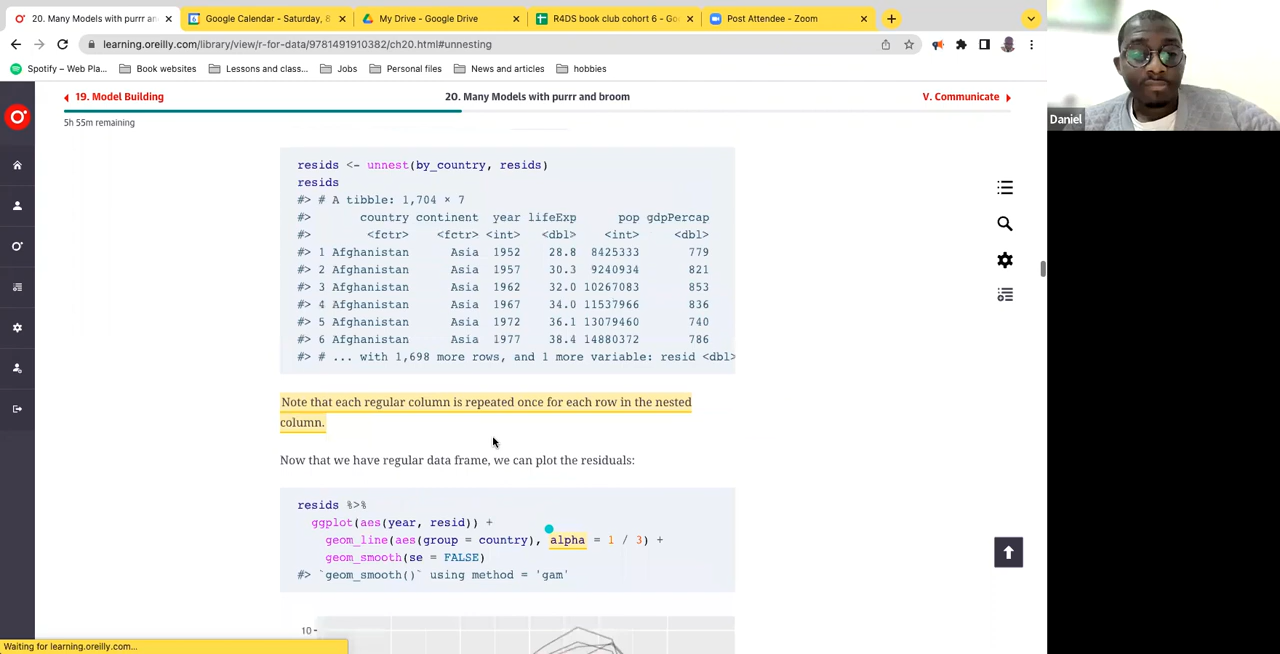 20. Many Models with purrr an
Google Calendar - Saturday, 8
My Drive - Google Drive
R4DS book club cohort 6 - Go
Post Attendee - Zoom
learning.oreilly.com/library/view/r-for-data/9781491910382/ch20.html#unnesting
Spotify – Web Pla...
Book websites
Lessons and class...
Jobs
Personal files
News and articles
hobbies
19. Model Building
20. Many Models with purrr and broom
V. Communicate
5h 55m remaining
Daniel
resids <- unnest(by_country, resids)
resids
#> # A tibble: 1,704 × 7
#> country continent year lifeExp pop gdpPercap
#> <fctr> <fctr> <int> <dbl> <int> <dbl>
#> 1 Afghanistan Asia 1952 28.8 8425333 779
#> 2 Afghanistan Asia 1957 30.3 9240934 821
#> 3 Afghanistan Asia 1962 32.0 10267083 853
#> 4 Afghanistan Asia 1967 34.0 11537966 836
#> 5 Afghanistan Asia 1972 36.1 13079460 740
#> 6 Afghanistan Asia 1977 38.4 14880372 786
#> # ... with 1,698 more rows, and 1 more variable: resid <dbl>
Note that each regular column is repeated once for each row in the nested
column.
Now that we have regular data frame, we can plot the residuals:
resids %>%
ggplot(aes(year, resid)) +
geom_line(aes(group = country), alpha = 1 / 3) +
geom_smooth(se = FALSE)
#> `geom_smooth()` using method = 'gam'
10
Waiting for learning.oreilly.com...